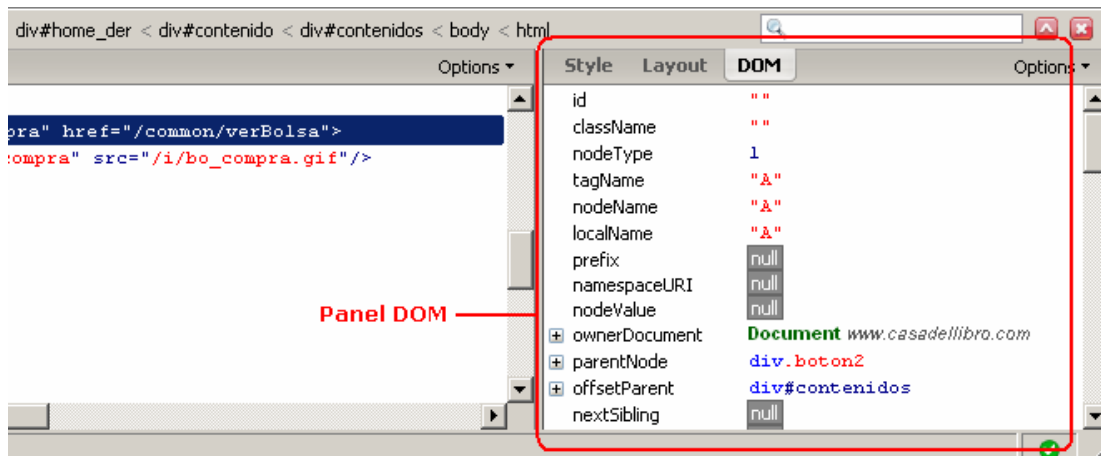 div#home_der < div#contenido < div#contenidos < body < html
Options
pra" href="/common/verBolsa">
compra" src="/i/bo_compra.gif"/>
Panel DOM
Style Layout DOM Options
id ""
className ""
nodeType 1
tagName "A"
nodeName "A"
localName "A"
prefix null
namespaceURI null
nodeValue null
ownerDocument Document www.casadellibro.com
parentNode div.boton2
offsetParent div#contenidos
nextSibling null